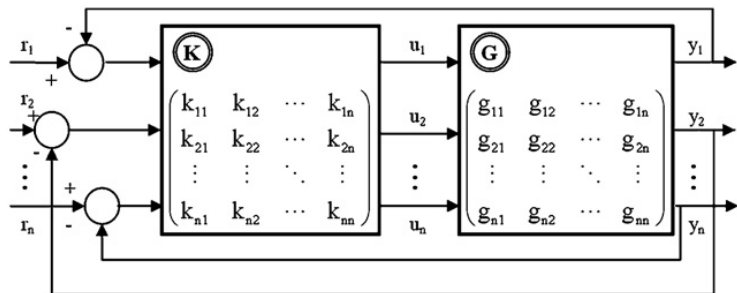 r₁ - + K u₁ G y₁
r₂ + - u₂ y₂
⋮ ⋮ ⋮
rₙ + - uₙ yₙ
k₁₁ k₁₂ ⋯ k₁ₙ
k₂₁ k₂₂ ⋯ k₂ₙ
⋮ ⋮ ⋱ ⋮
kₙ₁ kₙ₂ ⋯ kₙₙ
g₁₁ g₁₂ ⋯ g₁ₙ
g₂₁ g₂₂ ⋯ g₂ₙ
⋮ ⋮ ⋱ ⋮
gₙ₁ gₙ₂ ⋯ gₙₙ